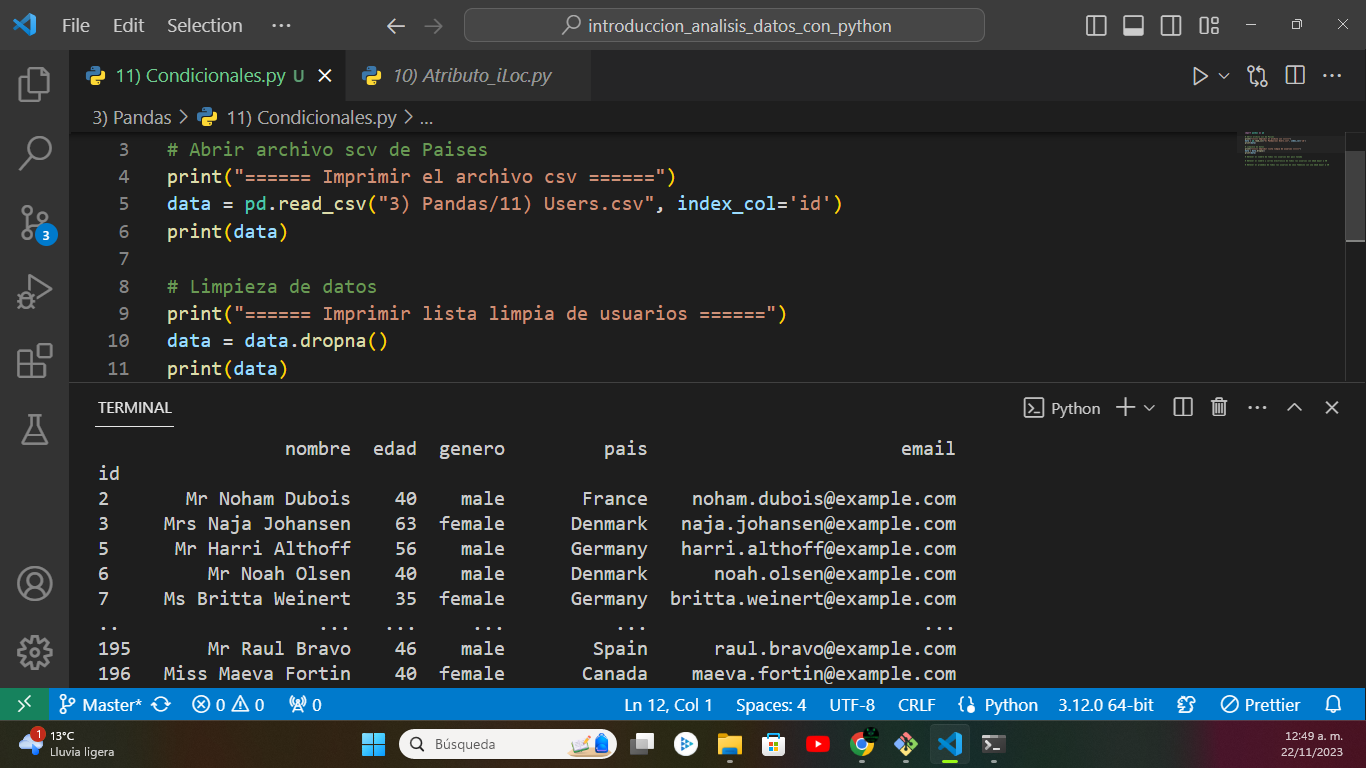 File Edit Selection ··· introduccion_analisis_datos_con_python
11) Condicionales.py U 10) Atributo_iLoc.py
3) Pandas > 11) Condicionales.py > ...
3 # Abrir archivo scv de Paises
4 print("====== Imprimir el archivo csv ======")
5 data = pd.read_csv("3) Pandas/11) Users.csv", index_col='id')
6 print(data)
7
8 # Limpieza de datos
9 print("====== Imprimir lista limpia de usuarios ======")
10 data = data.dropna()
11 print(data)
3
TERMINAL Python
nombre edad genero pais email
id
2 Mr Noham Dubois 40 male France noham.dubois@example.com
3 Mrs Naja Johansen 63 female Denmark naja.johansen@example.com
5 Mr Harri Althoff 56 male Germany harri.althoff@example.com
6 Mr Noah Olsen 40 male Denmark noah.olsen@example.com
7 Ms Britta Weinert 35 female Germany britta.weinert@example.com
.. ... ... ... ... ...
195 Mr Raul Bravo 46 male Spain raul.bravo@example.com
196 Miss Maeva Fortin 40 female Canada maeva.fortin@example.com
Master* 0 0 0 Ln 12, Col 1 Spaces: 4 UTF-8 CRLF Python 3.12.0 64-bit Prettier
1 13°C
Lluvia ligera
Búsqueda
12:49 a. m.
22/11/2023